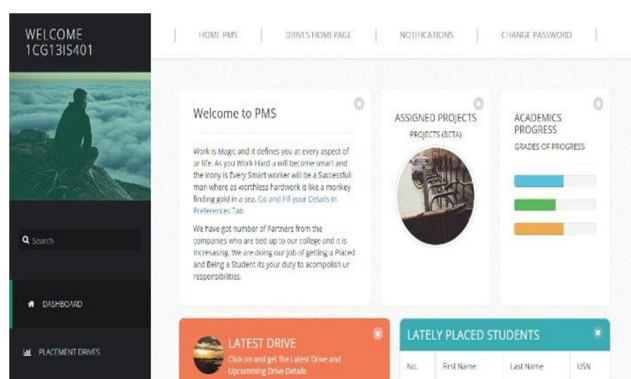 WELCOME
1CG13IS401
HOME PMS
DRIVES HOMEPAGE
NOTIFICATIONS
CHANGE PASSWORD
Search
DASHBOARD
PLACEMENT DRIVES
Welcome to PMS
Work is Magic and it defines you at every aspect of
ur life. As you Work Hard u will become smart and
the Irony is Every Smart worker will be a Successfull
man where as worthless hardwork is like a monkey
finding gold in a sea. Go and Fill your Details in
Preferences Tab
We have got number of Partners from the
companies who are tied up to our college and it is
Incresasing. We are doing our Job of getting u Placed
and Being a Student its your duty to acomplish ur
responsibilities.
ASSIGNED PROJECTS
PROJECTS (BETA)
ACADEMICS
PROGRESS
GRADES OF PROGRESS
LATEST DRIVE
Click on and get the Latest Drive and
Upcomming Drive Details
LATELY PLACED STUDENTS
No. First Name Last Name USN